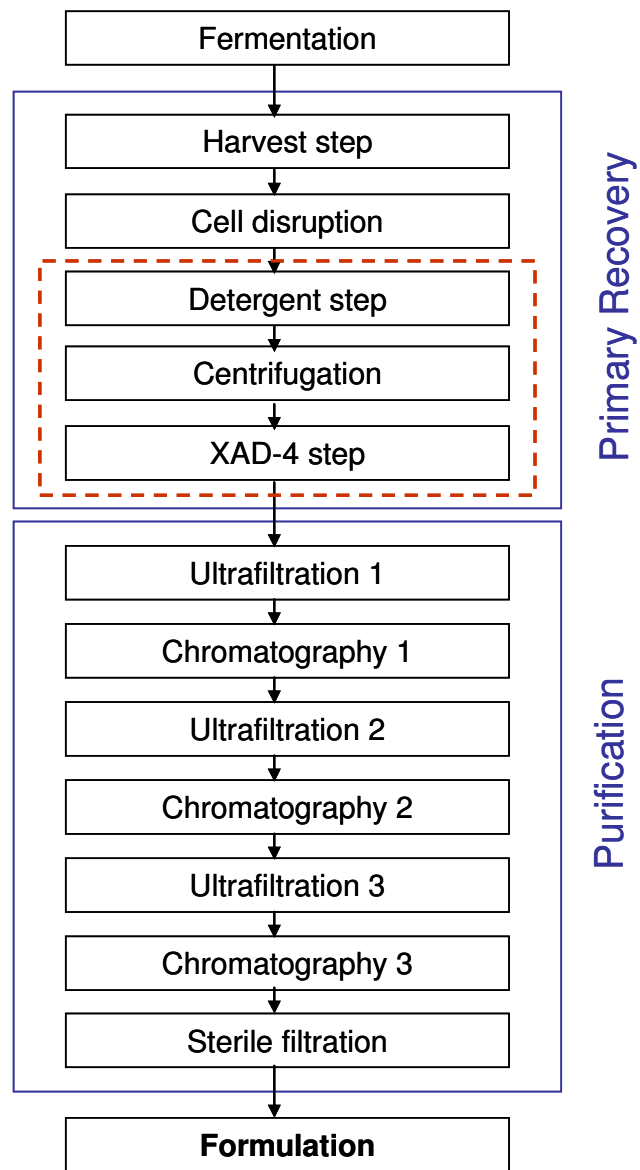 Fermentation
Primary Recovery
Harvest step
Cell disruption
Detergent step
Centrifugation
XAD-4 step
Purification
Ultrafiltration 1
Chromatography 1
Ultrafiltration 2
Chromatography 2
Ultrafiltration 3
Chromatography 3
Sterile filtration
Formulation